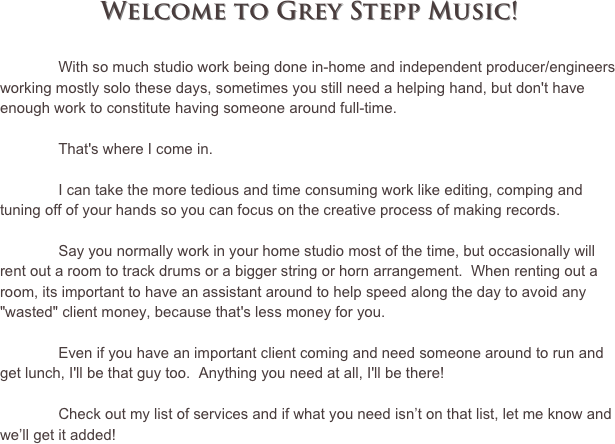 Welcome to Grey Stepp Music!
With so much studio work being done in-home and independent producer/engineers
working mostly solo these days, sometimes you still need a helping hand, but don't have
enough work to constitute having someone around full-time.
That's where I come in.
I can take the more tedious and time consuming work like editing, comping and
tuning off of your hands so you can focus on the creative process of making records.
Say you normally work in your home studio most of the time, but occasionally will
rent out a room to track drums or a bigger string or horn arrangement.  When renting out a
room, its important to have an assistant around to help speed along the day to avoid any
"wasted" client money, because that's less money for you.
Even if you have an important client coming and need someone around to run and
get lunch, I'll be that guy too.  Anything you need at all, I'll be there!
Check out my list of services and if what you need isn’t on that list, let me know and
we’ll get it added!